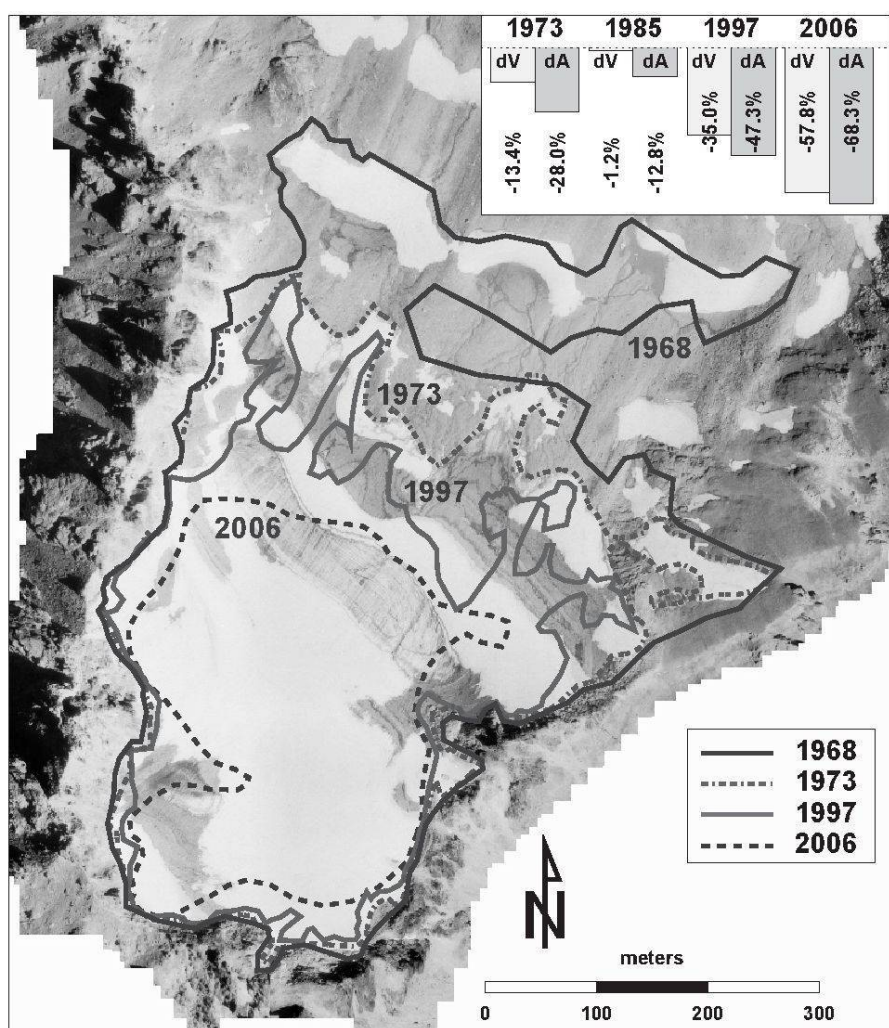 1973 1985 1997 2006
dV dA dV dA dV dA dV dA
-13.4% -28.0% -1.2% -12.8% -35.0% -47.3% -57.8% -68.3%
1968
1973
1997
2006
1968
1973
1997
2006
N
meters
0 100 200 300